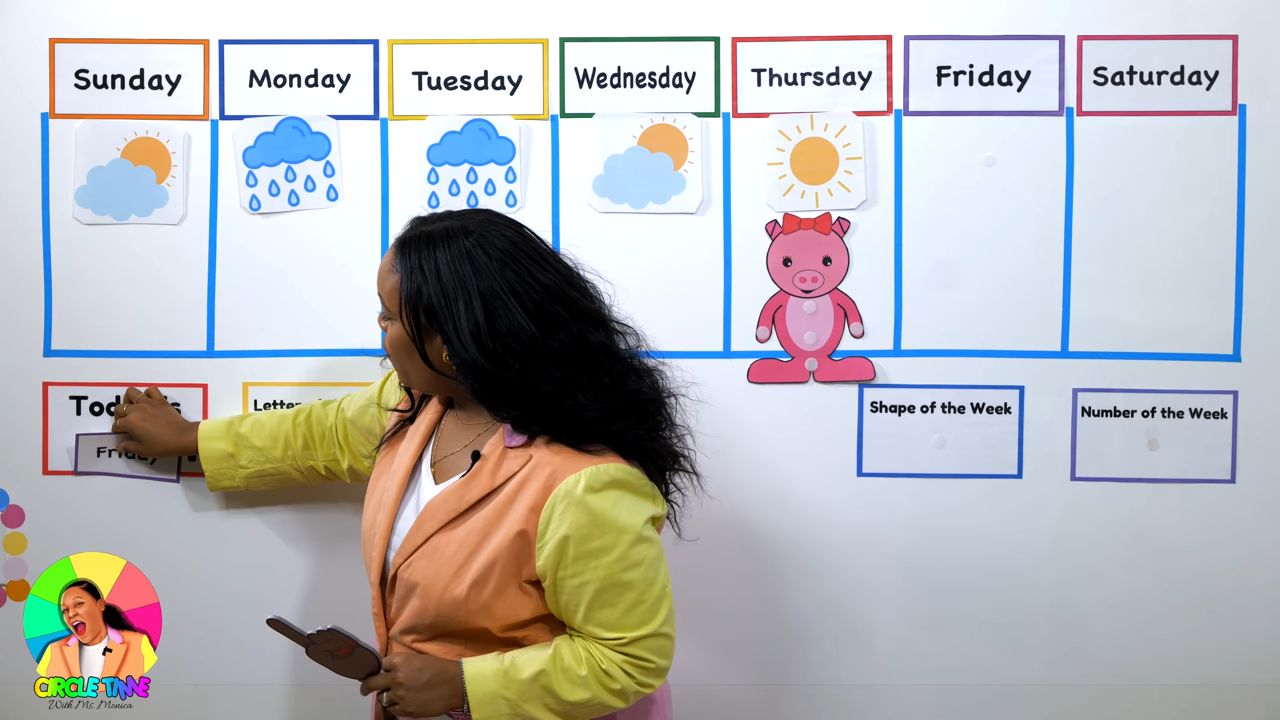 Sunday
Monday
Tuesday
Wednesday
Thursday
Friday
Saturday
Friday
Shape of the Week
Number of the Week
CIRCLE TIME
With Ms. Monica